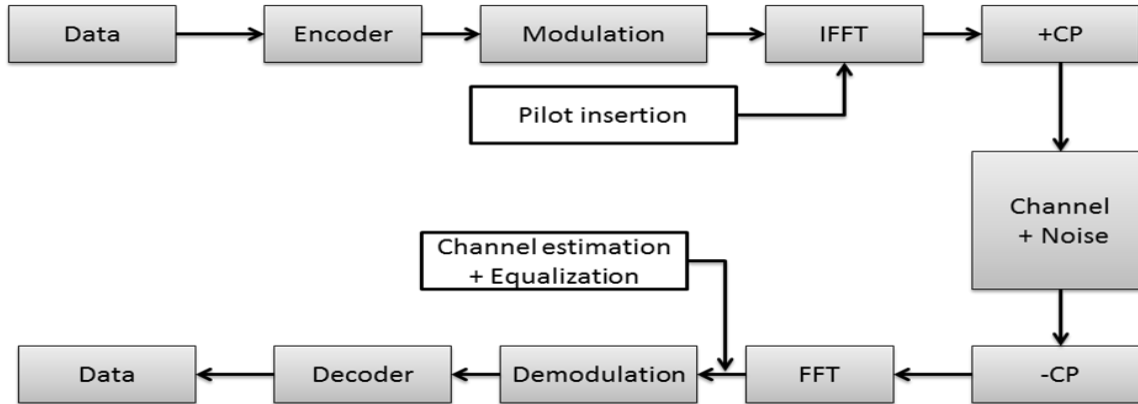 Data
Encoder
Modulation
IFFT
+CP
Pilot insertion
Channel
+ Noise
Channel estimation
+ Equalization
Data
Decoder
Demodulation
FFT
-CP